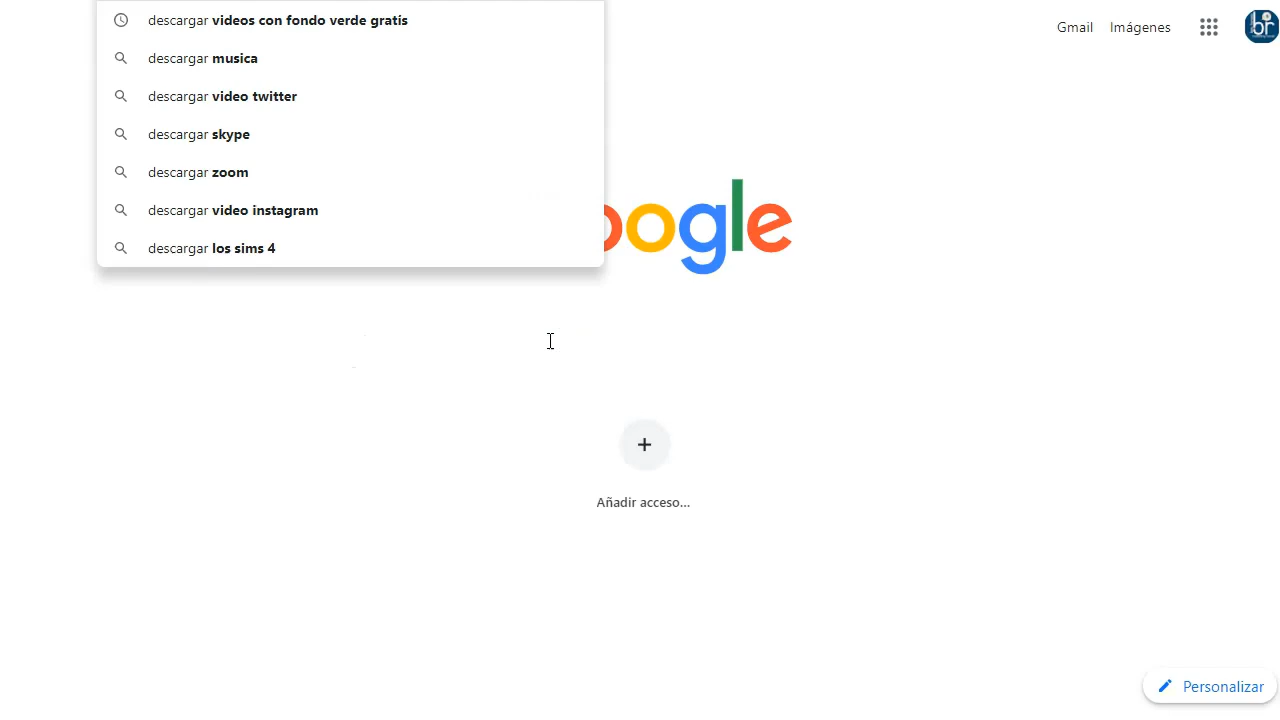 descargar videos con fondo verde gratis
descargar musica
descargar video twitter
descargar skype
descargar zoom
descargar video instagram
descargar los sims 4
Gmail Imágenes
br
oogle
Añadir acceso...
Personalizar